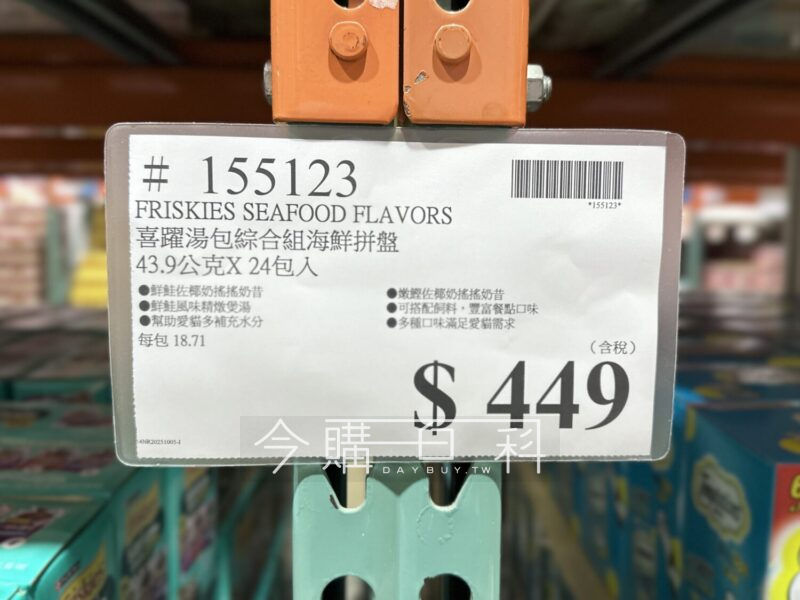 # 155123
*155123*
FRISKIES SEAFOOD FLAVORS
喜躍湯包綜合組海鮮拼盤
43.9公克X 24包入
●鮮鮭佐椰奶搖搖奶昔
●鮮鮭風味精燉煲湯
●幫助愛貓多補充水分
●嫩鰹佐椰奶搖搖奶昔
●可搭配飼料，豐富餐點口味
●多種口味滿足愛貓需求
每包 18.71
（含稅）
$ 449
今購百科
DAYBUY.TW